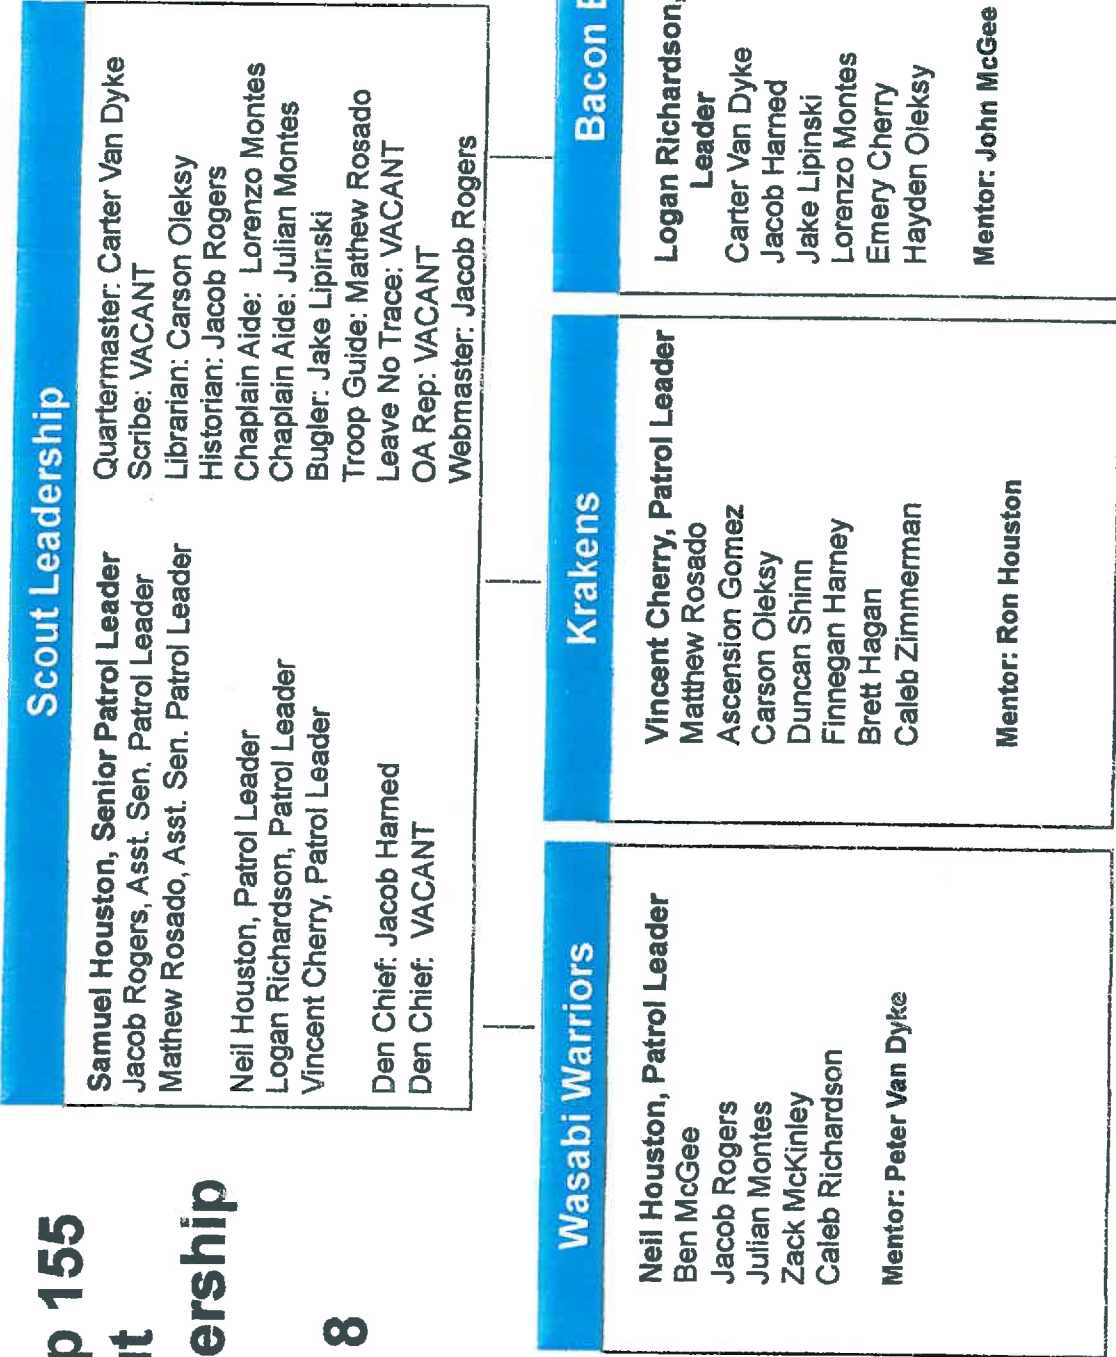 p 155
ership
8
Scout Leadership
Samuel Houston, Senior Patrol Leader
Jacob Rogers, Asst. Sen. Patrol Leader
Mathew Rosado, Asst. Sen. Patrol Leader
Neil Houston, Patrol Leader
Logan Richardson, Patrol Leader
Vincent Cherry, Patrol Leader
Den Chief: Jacob Harned
Den Chief: VACANT
Quartermaster: Carter Van Dyke
Scribe: VACANT
Librarian: Carson Oleksy
Historian: Jacob Rogers
Chaplain Aide: Lorenzo Montes
Chaplain Aide: Julian Montes
Bugler: Jake Lipinski
Troop Guide: Mathew Rosado
Leave No Trace: VACANT
OA Rep: VACANT
Webmaster: Jacob Rogers
Wasabi Warriors
Neil Houston, Patrol Leader
Ben McGee
Jacob Rogers
Julian Montes
Zack McKinley
Caleb Richardson
Mentor: Peter Van Dyke
Krakens
Vincent Cherry, Patrol Leader
Matthew Rosado
Ascension Gomez
Carson Oleksy
Duncan Shinn
Finnegan Harney
Brett Hagan
Caleb Zimmerman
Mentor: Ron Houston
Bacon
Logan Richardson,
Leader
Carter Van Dyke
Jacob Harned
Jake Lipinski
Lorenzo Montes
Emery Cherry
Hayden Oleksy
Mentor: John McGee